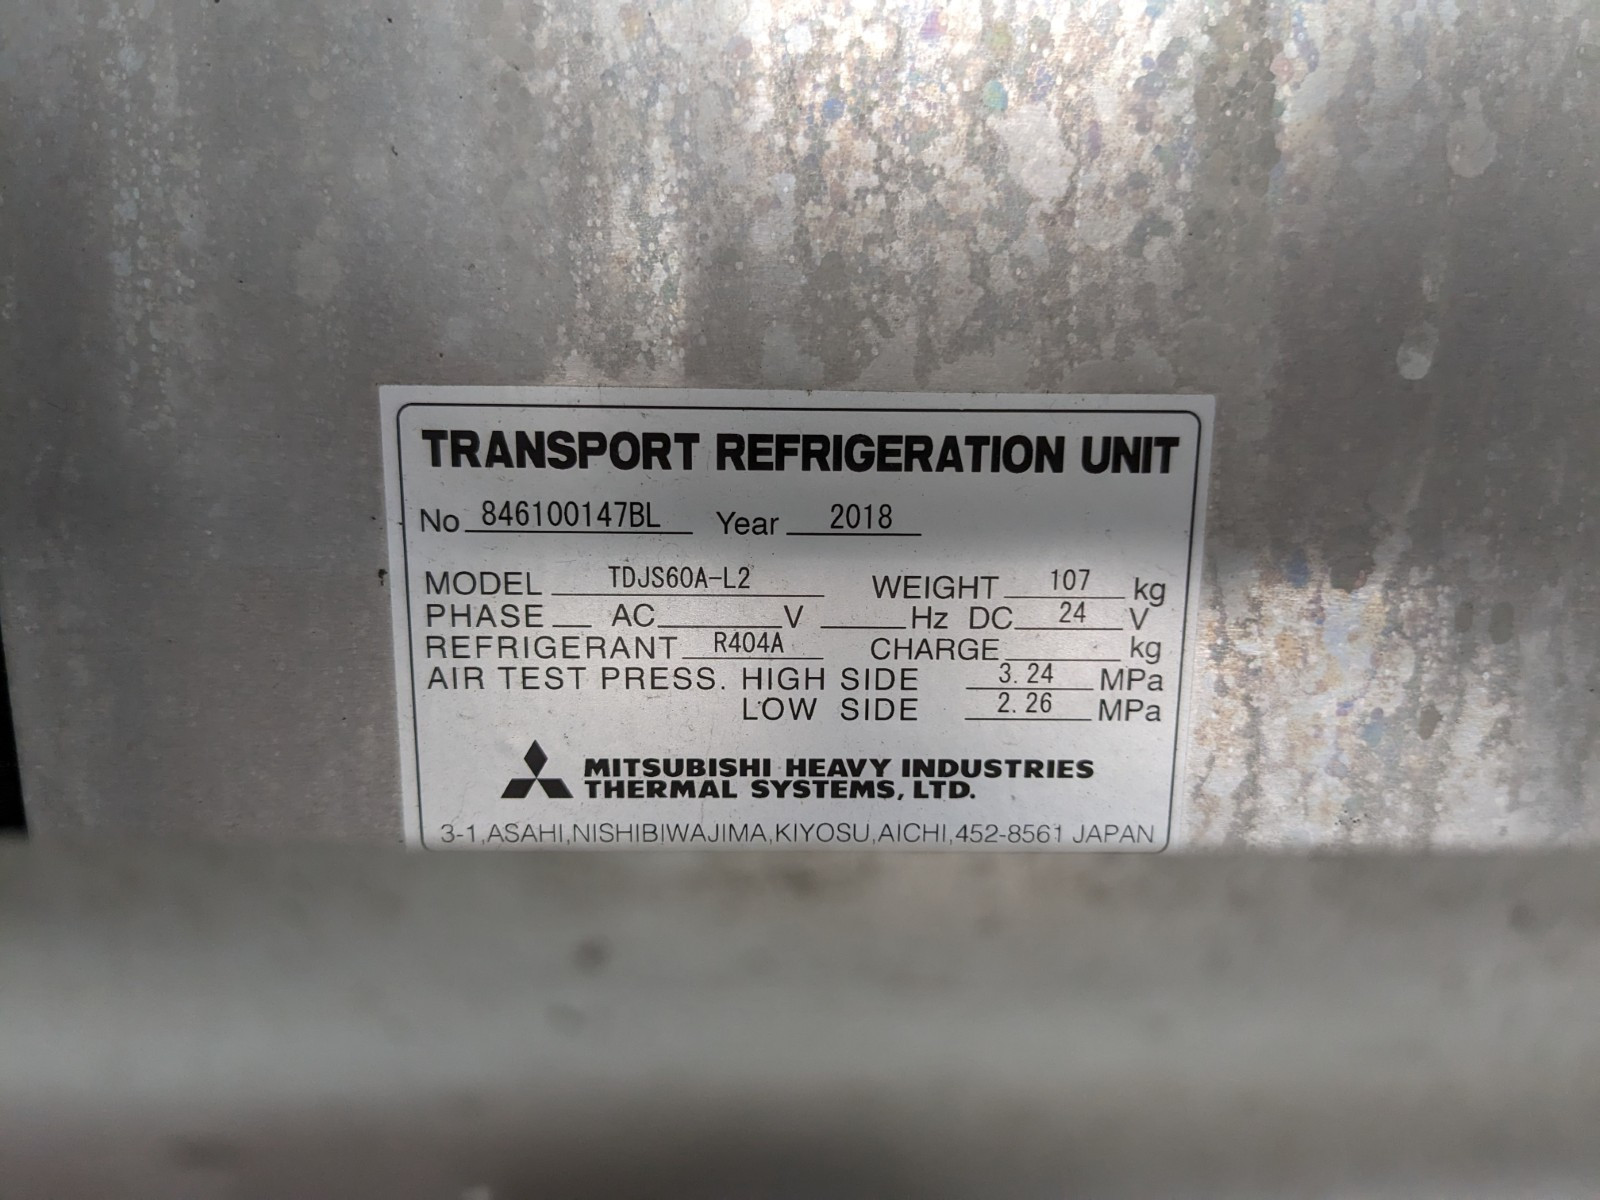 TRANSPORT REFRIGERATION UNIT
No 846100147BL Year 2018
MODEL TDJS60A-L2 WEIGHT 107 kg
PHASE AC V Hz DC 24 V
REFRIGERANT R404A CHARGE kg
AIR TEST PRESS. HIGH SIDE 3.24 MPa
LOW SIDE 2.26 MPa
MITSUBISHI HEAVY INDUSTRIES
THERMAL SYSTEMS, LTD.
3-1,ASAHI,NISHIBIWAJIMA,KIYOSU,AICHI,452-8561 JAPAN